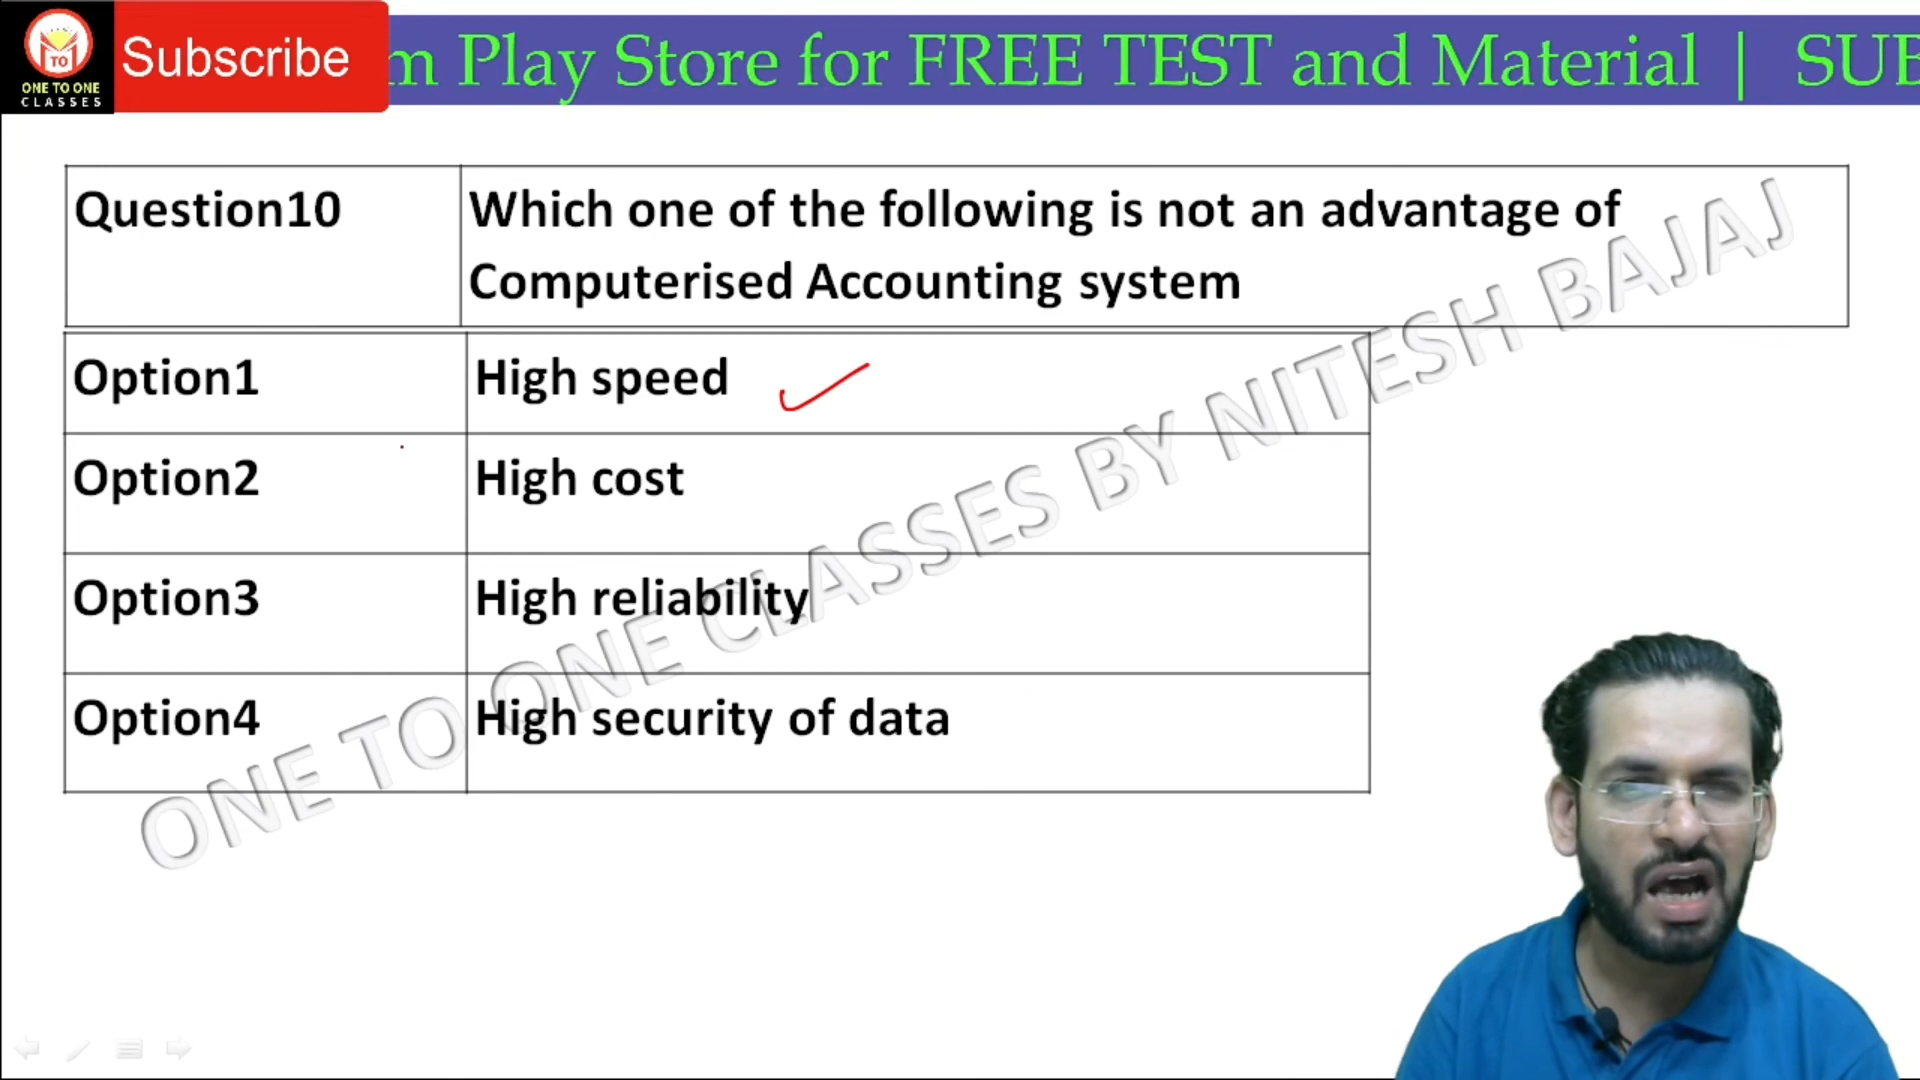 TO
ONE TO ONE
CLASSES
Subscribe
m Play Store for FREE TEST and Material | SUB
Question10
Which one of the following is not an advantage of
Computerised Accounting system
Option1
High speed
Option2
High cost
Option3
High reliability
Option4
High security of data
ONE TO ONE CLASSES BY NITESH BAJAJ